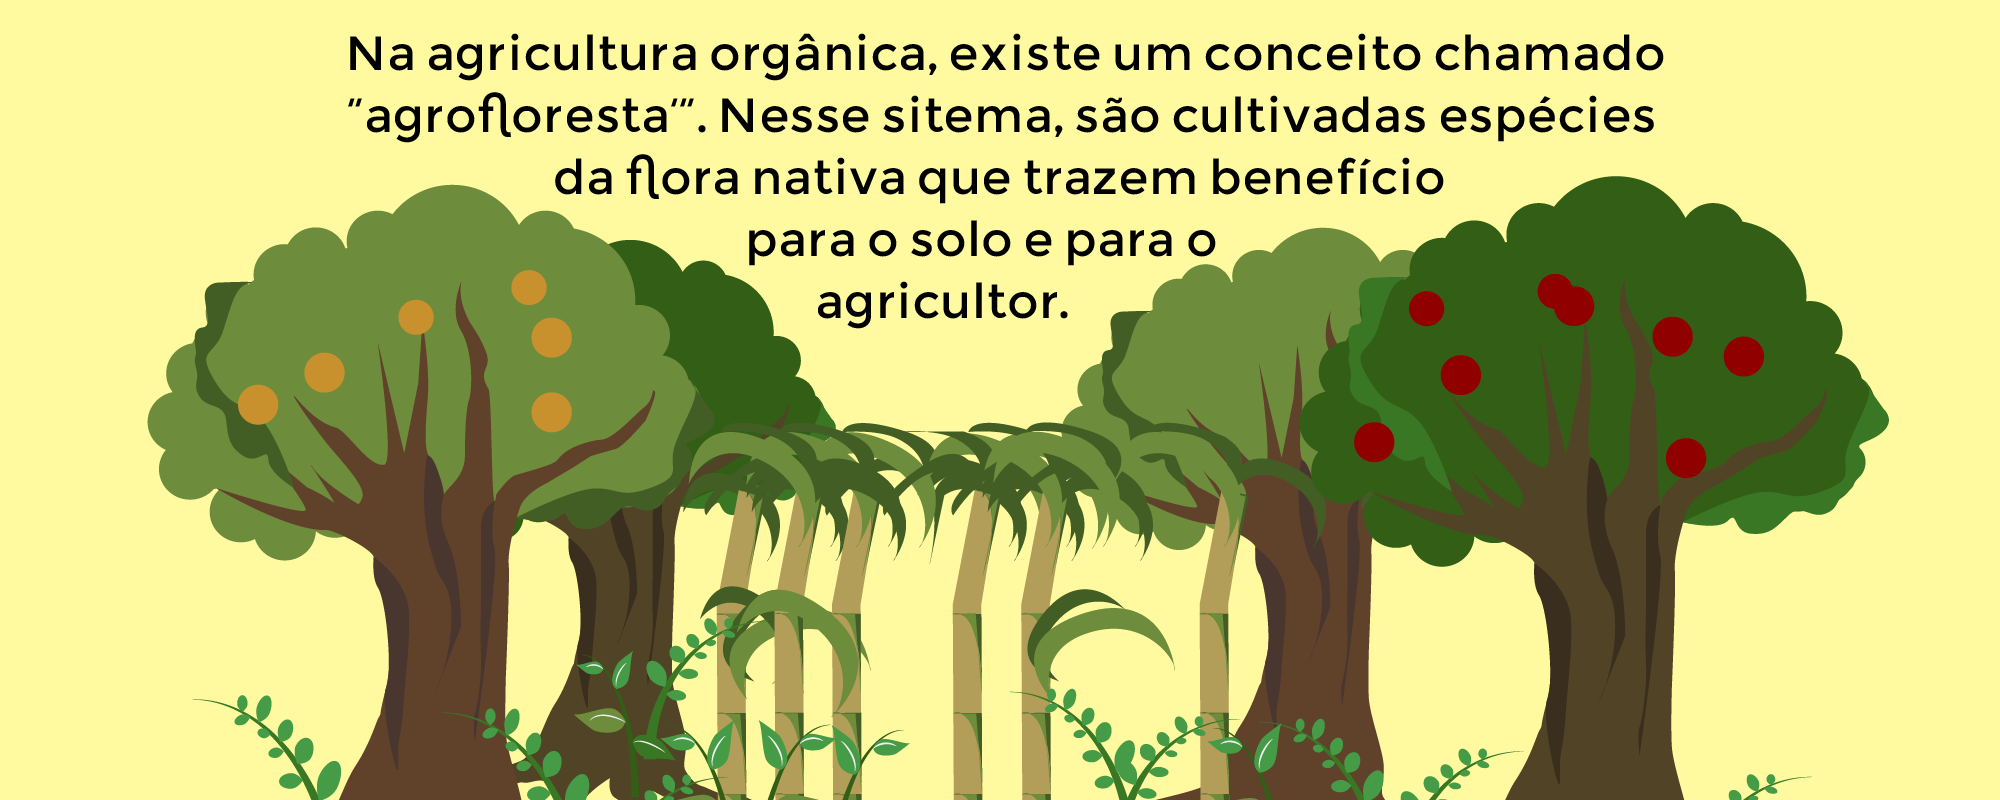 Na agricultura orgânica, existe um conceito chamado
“agrofloresta’”. Nesse sitema, são cultivadas espécies
da flora nativa que trazem benefício
para o solo e para o
agricultor.